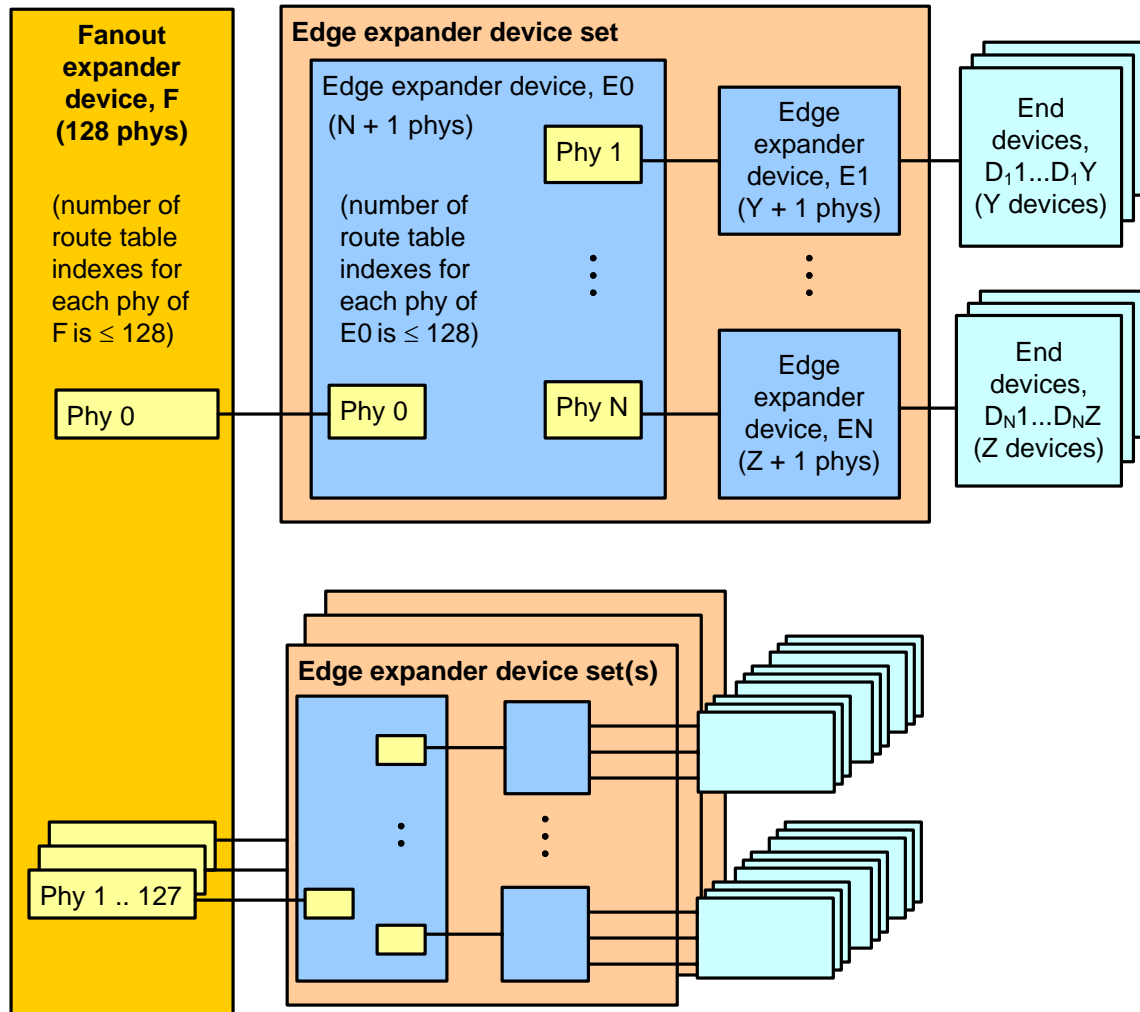 Fanout
expander
device, F
(128 phys)
(number of
route table
indexes for
each phy of
F is ≤ 128)
Phy 0
Edge expander device set
Edge expander device, E0
(N + 1 phys)
(number of
route table
indexes for
each phy of
E0 is ≤ 128)
Phy 0
Phy 1
Phy N
Edge
expander
device, E1
(Y + 1 phys)
Edge
expander
device, EN
(Z + 1 phys)
End
devices,
D₁1...D₁Y
(Y devices)
End
devices,
D_N1...D_NZ
(Z devices)
Edge expander device set(s)
Phy 1 .. 127